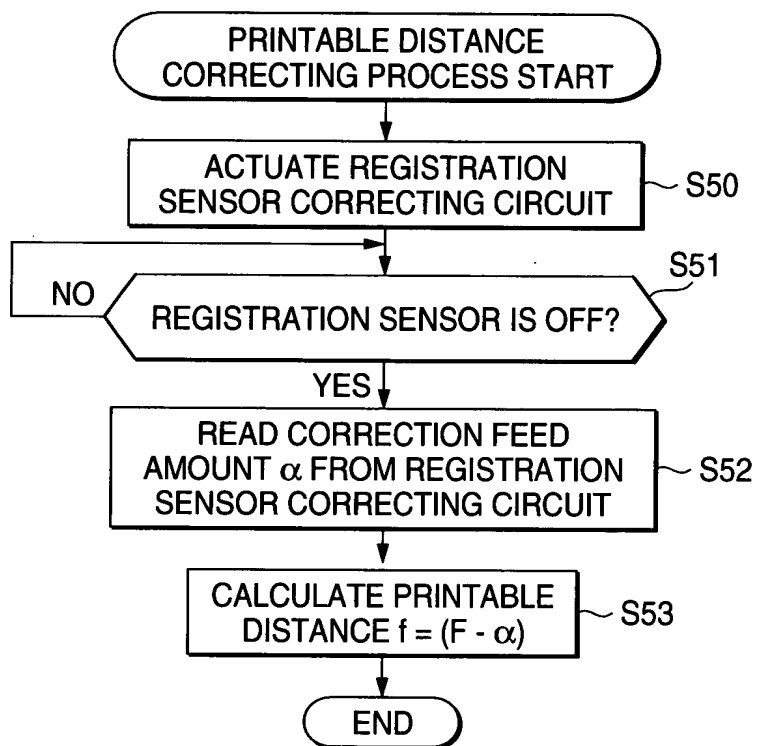 PRINTABLE DISTANCE
CORRECTING PROCESS START
ACTUATE REGISTRATION
SENSOR CORRECTING CIRCUIT
S50
S51
NO
REGISTRATION SENSOR IS OFF?
YES
READ CORRECTION FEED
AMOUNT α FROM REGISTRATION
SENSOR CORRECTING CIRCUIT
S52
CALCULATE PRINTABLE
DISTANCE f = (F - α)
S53
END